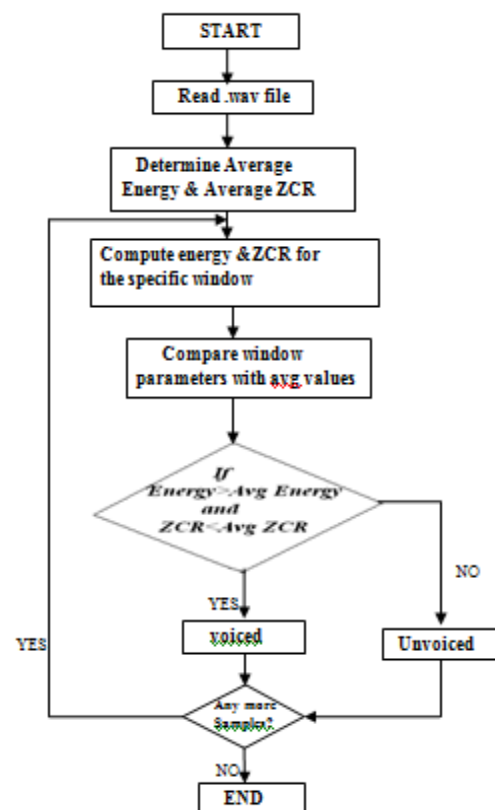 START
Read .wav file
Determine Average
Energy & Average ZCR
Compute energy &ZCR for
the specific window
Compare window
parameters with avg values
If
Energy>Avg Energy
and
ZCR<Avg ZCR
NO
YES
YES
voiced
Unvoiced
Any more
Samples?
NO
END